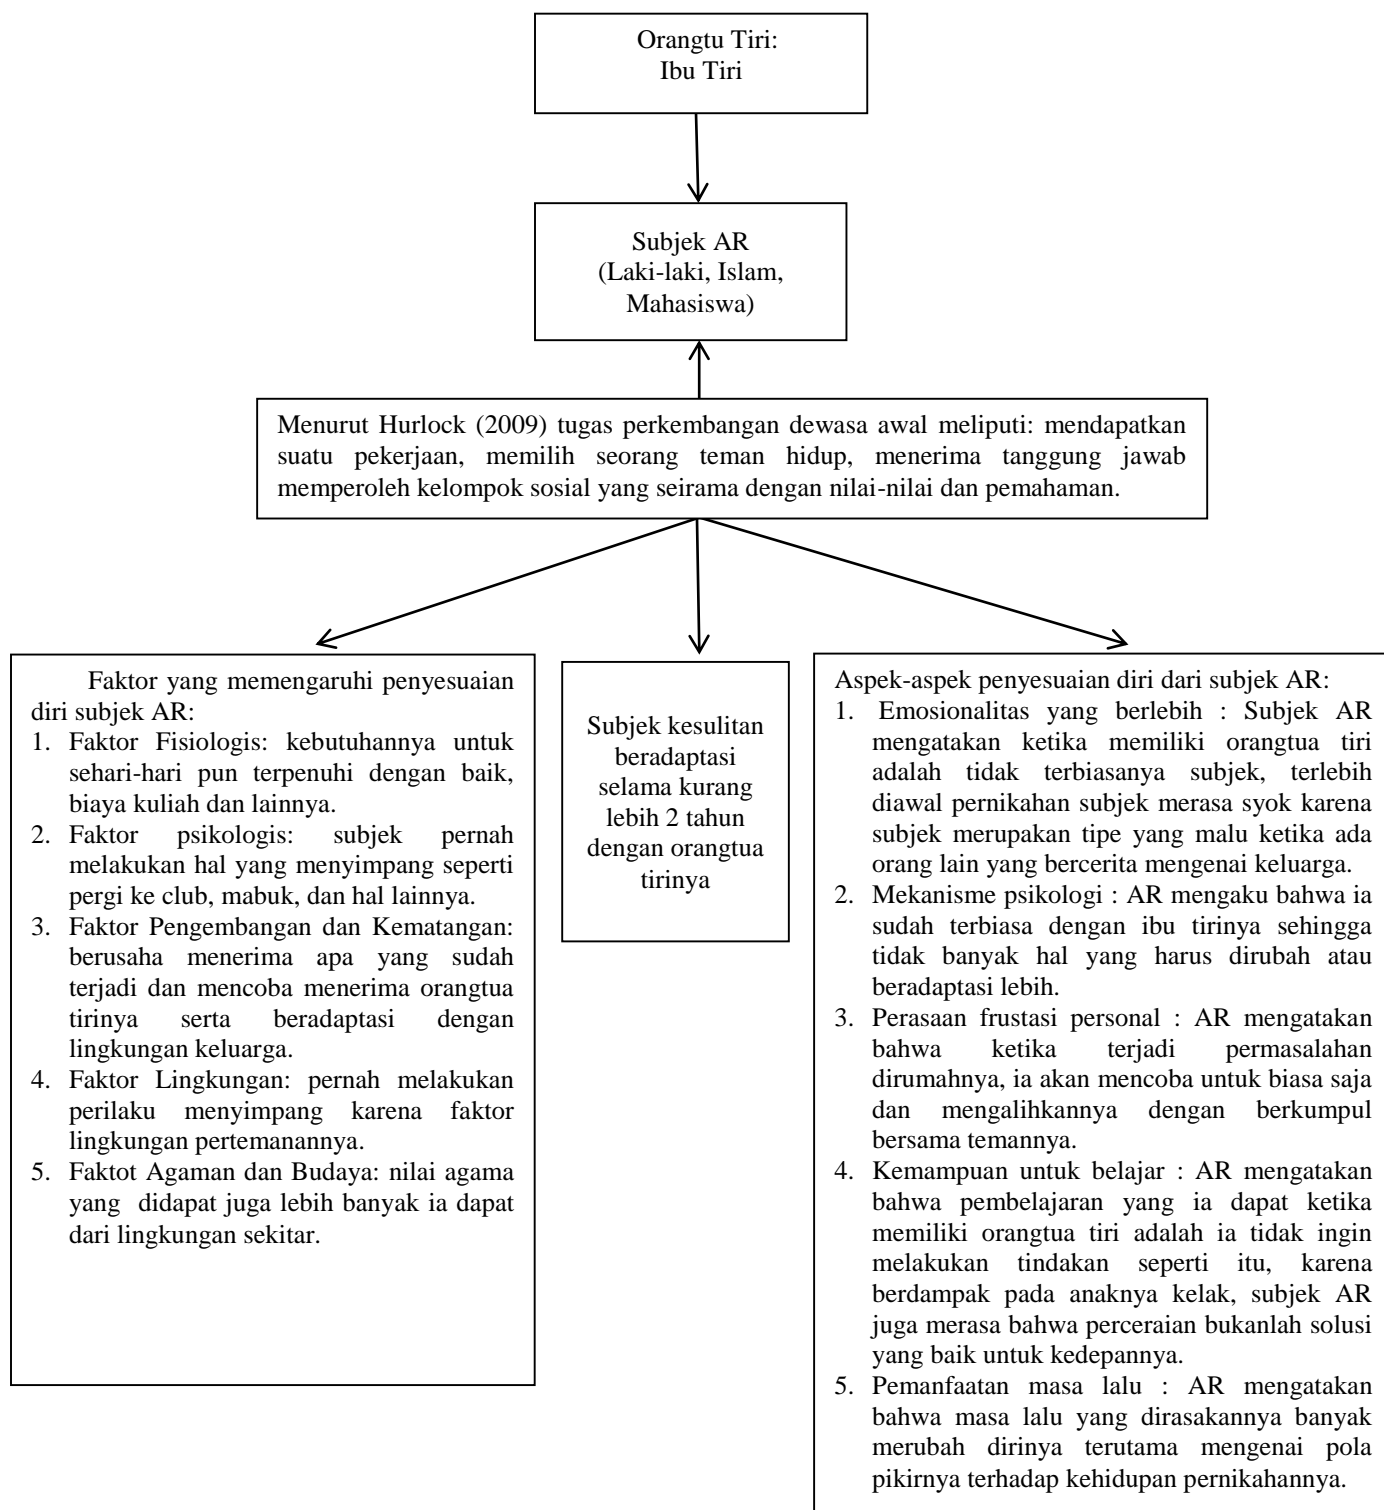 Orangtu Tiri:
Ibu Tiri
Subjek AR
(Laki-laki, Islam,
Mahasiswa)
Menurut Hurlock (2009) tugas perkembangan dewasa awal meliputi: mendapatkan
suatu pekerjaan, memilih seorang teman hidup, menerima tanggung jawab
memperoleh kelompok sosial yang seirama dengan nilai-nilai dan pemahaman.
Faktor yang memengaruhi penyesuaian
diri subjek AR:
1. Faktor Fisiologis: kebutuhannya untuk
sehari-hari pun terpenuhi dengan baik,
biaya kuliah dan lainnya.
2. Faktor psikologis: subjek pernah
melakukan hal yang menyimpang seperti
pergi ke club, mabuk, dan hal lainnya.
3. Faktor Pengembangan dan Kematangan:
berusaha menerima apa yang sudah
terjadi dan mencoba menerima orangtua
tirinya serta beradaptasi dengan
lingkungan keluarga.
4. Faktor Lingkungan: pernah melakukan
perilaku menyimpang karena faktor
lingkungan pertemanannya.
5. Faktot Agaman dan Budaya: nilai agama
yang didapat juga lebih banyak ia dapat
dari lingkungan sekitar.
Subjek kesulitan
beradaptasi
selama kurang
lebih 2 tahun
dengan orangtua
tirinya
Aspek-aspek penyesuaian diri dari subjek AR:
1. Emosionalitas yang berlebih : Subjek AR
mengatakan ketika memiliki orangtua tiri
adalah tidak terbiasanya subjek, terlebih
diawal pernikahan subjek merasa syok karena
subjek merupakan tipe yang malu ketika ada
orang lain yang bercerita mengenai keluarga.
2. Mekanisme psikologi : AR mengaku bahwa ia
sudah terbiasa dengan ibu tirinya sehingga
tidak banyak hal yang harus dirubah atau
beradaptasi lebih.
3. Perasaan frustasi personal : AR mengatakan
bahwa ketika terjadi permasalahan
dirumahnya, ia akan mencoba untuk biasa saja
dan mengalihkannya dengan berkumpul
bersama temannya.
4. Kemampuan untuk belajar : AR mengatakan
bahwa pembelajaran yang ia dapat ketika
memiliki orangtua tiri adalah ia tidak ingin
melakukan tindakan seperti itu, karena
berdampak pada anaknya kelak, subjek AR
juga merasa bahwa perceraian bukanlah solusi
yang baik untuk kedepannya.
5. Pemanfaatan masa lalu : AR mengatakan
bahwa masa lalu yang dirasakannya banyak
merubah dirinya terutama mengenai pola
pikirnya terhadap kehidupan pernikahannya.